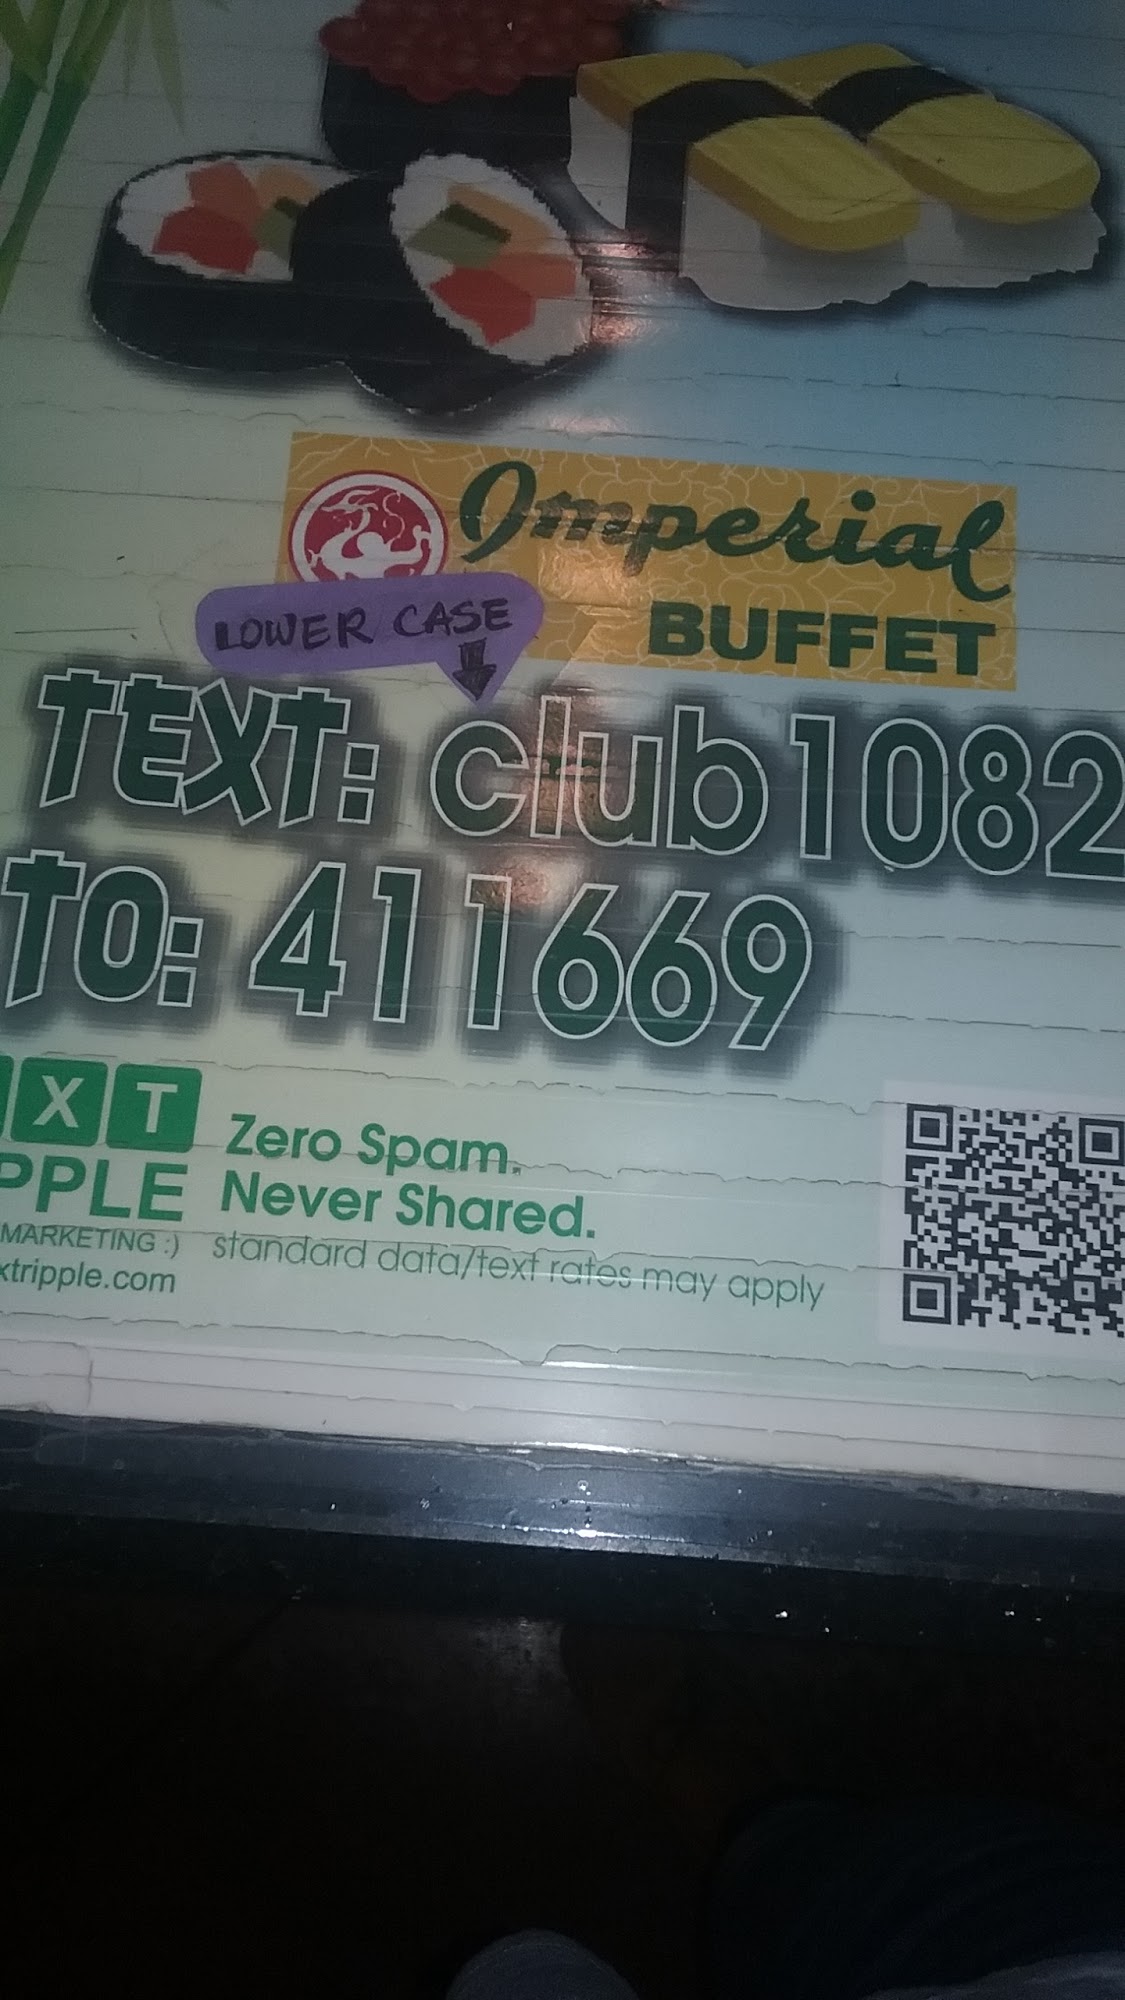 Imperial
BUFFET
LOWER CASE
TEXT: club1082
TO: 411669
XT
PPLE
Zero Spam.
Never Shared.
MARKETING :)
standard data/text rates may apply
xtripple.com